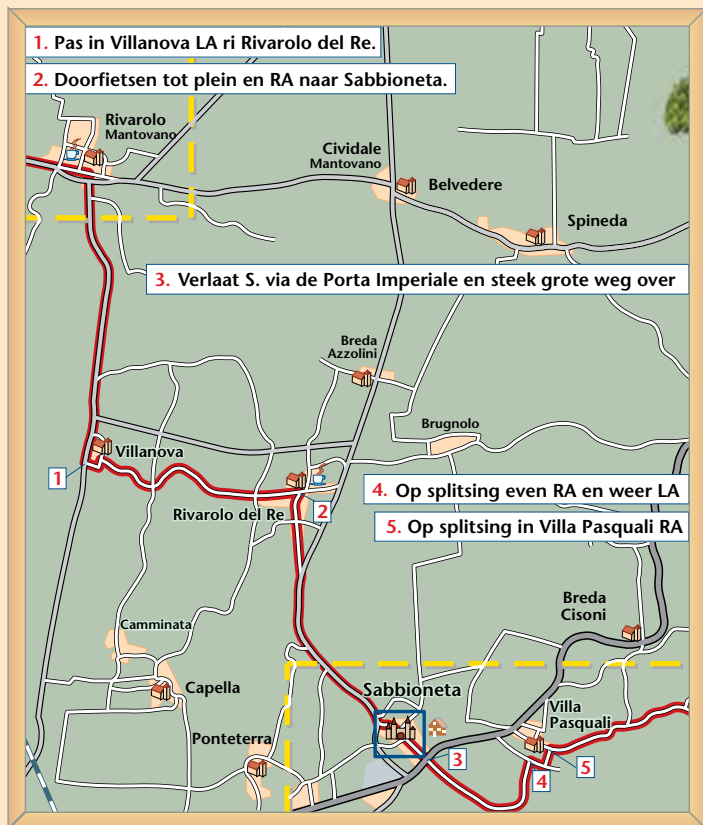 1. Pas in Villanova LA ri Rivarolo del Re.
2. Doorfietsen tot plein en RA naar Sabbioneta.
Rivarolo
Mantovano
Cividale
Mantovano
Belvedere
Spineda
3. Verlaat S. via de Porta Imperiale en steek grote weg over
Breda
Azzolini
Brugnolo
Villanova
1
4. Op splitsing even RA en weer LA
Rivarolo del Re
2
5. Op splitsing in Villa Pasquali RA
Breda
Cisoni
Camminata
Capella
Sabbioneta
Villa
Pasquali
Ponteterra
3
4
5